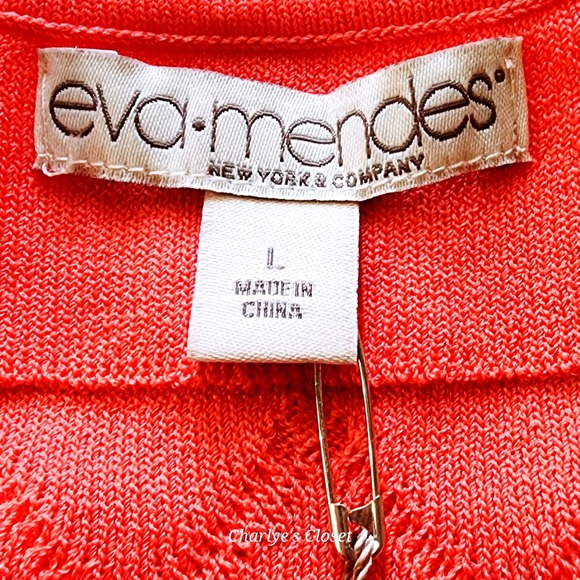 eva•mendes®
NEW YORK & COMPANY
L
MADE IN
CHINA
Charlye's Closet